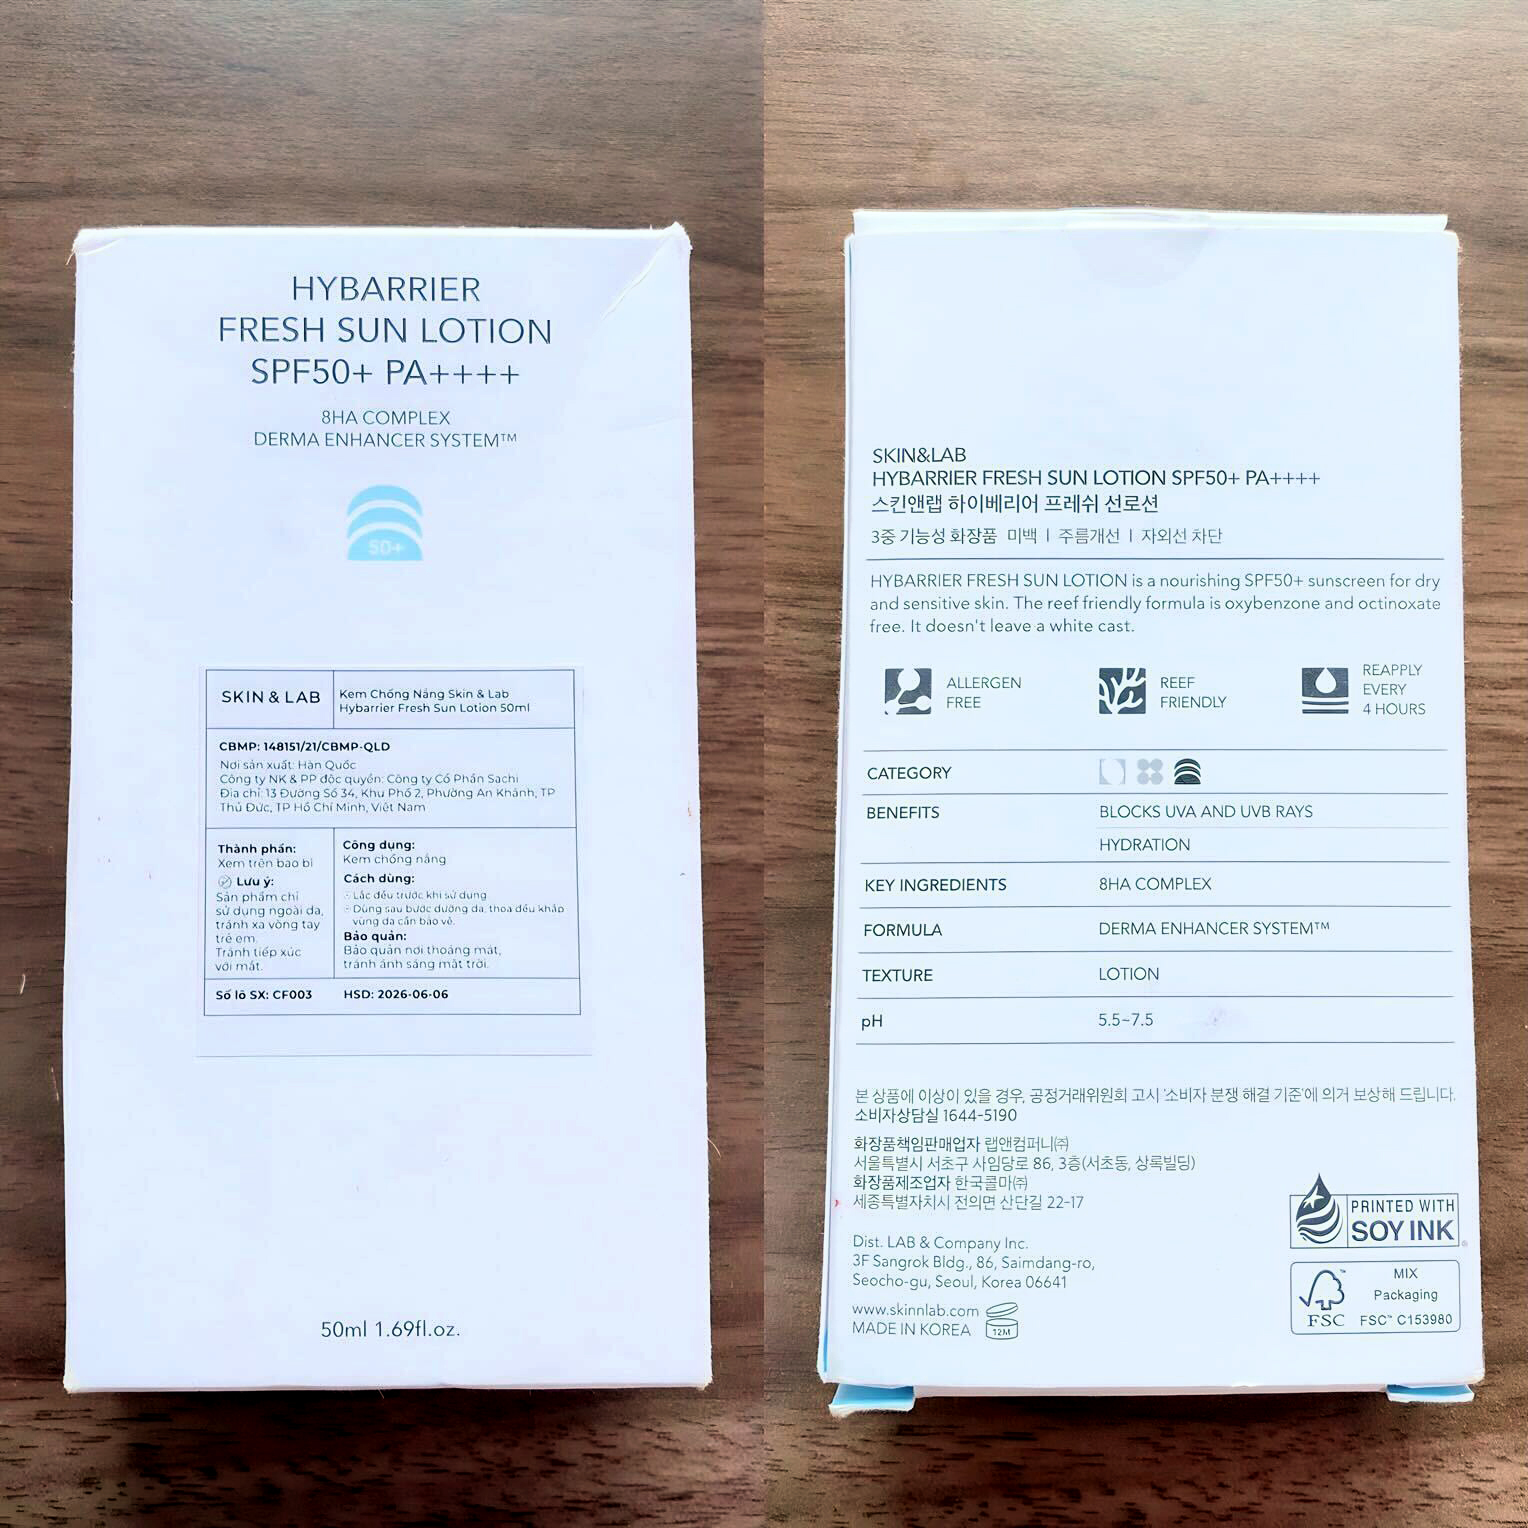 HYBARRIER
FRESH SUN LOTION
SPF50+ PA++++
8HA COMPLEX
DERMA ENHANCER SYSTEM™
50+
SKIN & LAB
Kem Chống Nắng Skin & Lab
Hybarrier Fresh Sun Lotion 50ml
CBMP: 148151/21/CBMP-QLD
Nơi sản xuất: Hàn Quốc
Công ty NK & PP độc quyền: Công ty Cổ Phần Sachi
Địa chỉ: 13 Đường Số 34, Khu Phố 2, Phường An Khánh, TP
Thủ Đức, TP Hồ Chí Minh, Việt Nam
Thành phần:
Xem trên bao bì
Lưu ý:
Sản phẩm chỉ
sử dụng ngoài da,
tránh xa vòng tay
trẻ em.
Tránh tiếp xúc
với mắt.
Công dụng:
Kem chống nắng
Cách dùng:
- Lắc đều trước khi sử dụng
- Dùng sau bước dưỡng da, thoa đều khắp
vùng da cần bảo vệ.
Bảo quản:
Bảo quản nơi thoáng mát,
tránh ánh sáng mặt trời.
Số lô SX: CF003
HSD: 2026-06-06
50ml 1.69fl.oz.
SKIN&LAB
HYBARRIER FRESH SUN LOTION SPF50+ PA++++
스킨앤랩 하이베리어 프레쉬 선로션
3중 기능성 화장품 미백 | 주름개선 | 자외선 차단
HYBARRIER FRESH SUN LOTION is a nourishing SPF50+ sunscreen for dry
and sensitive skin. The reef friendly formula is oxybenzone and octinoxate
free. It doesn't leave a white cast.
ALLERGEN
FREE
REEF
FRIENDLY
REAPPLY
EVERY
4 HOURS
CATEGORY
BENEFITS BLOCKS UVA AND UVB RAYS
HYDRATION
KEY INGREDIENTS 8HA COMPLEX
FORMULA DERMA ENHANCER SYSTEM™
TEXTURE LOTION
pH 5.5~7.5
본 상품에 이상이 있을 경우, 공정거래위원회 고시 '소비자 분쟁 해결 기준'에 의거 보상해 드립니다.
소비자상담실 1644-5190
화장품책임판매업자 랩앤컴퍼니㈜
서울특별시 서초구 사임당로 86, 3층(서초동, 상록빌딩)
화장품제조업자 한국콜마㈜
세종특별자치시 전의면 산단길 22-17
Dist. LAB & Company Inc.
3F Sangrok Bldg., 86, Saimdang-ro,
Seocho-gu, Seoul, Korea 06641
www.skinnlab.com
MADE IN KOREA
12M
PRINTED WITH
SOY INK®
FSC
MIX
Packaging
FSC™ C153980